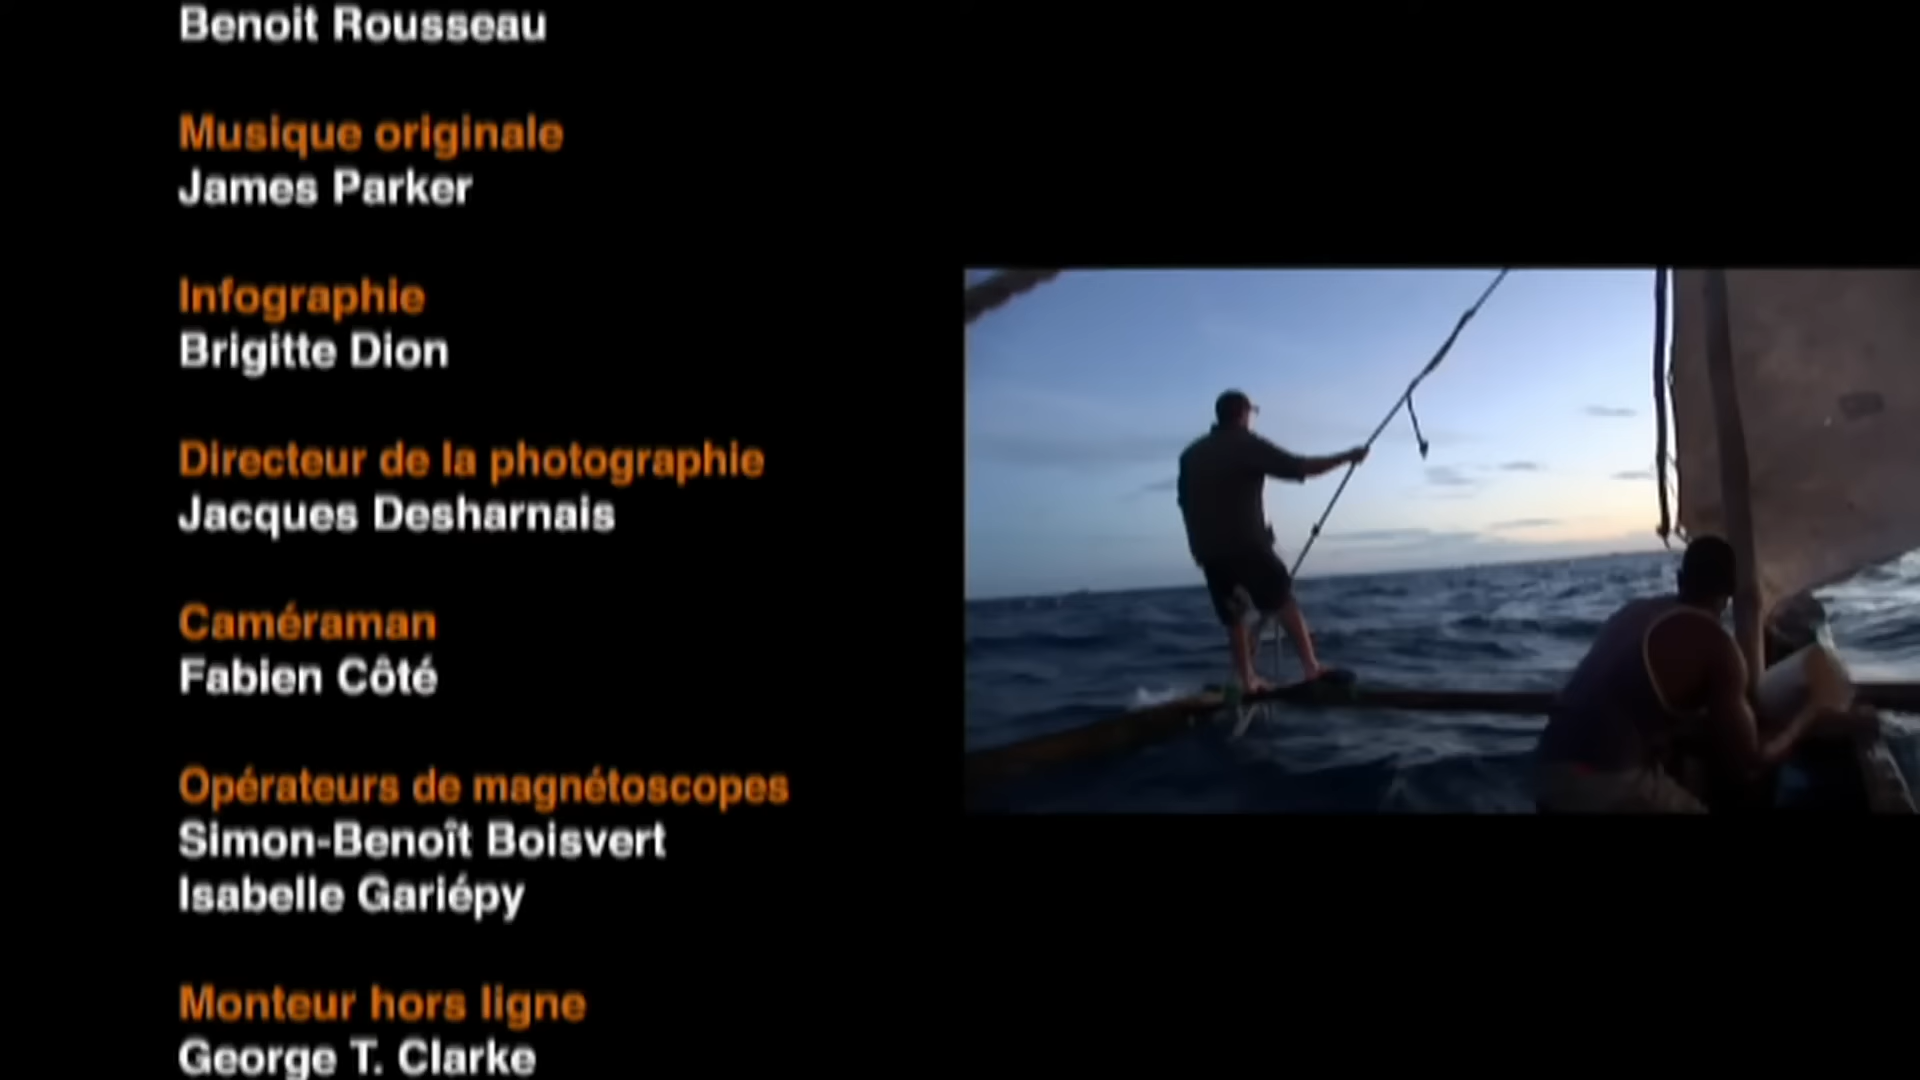 Benoit Rousseau
Musique originale
James Parker
Infographie
Brigitte Dion
Directeur de la photographie
Jacques Desharnais
Caméraman
Fabien Côté
Opérateurs de magnétoscopes
Simon-Benoît Boisvert
Isabelle Gariépy
Monteur hors ligne
George T. Clarke